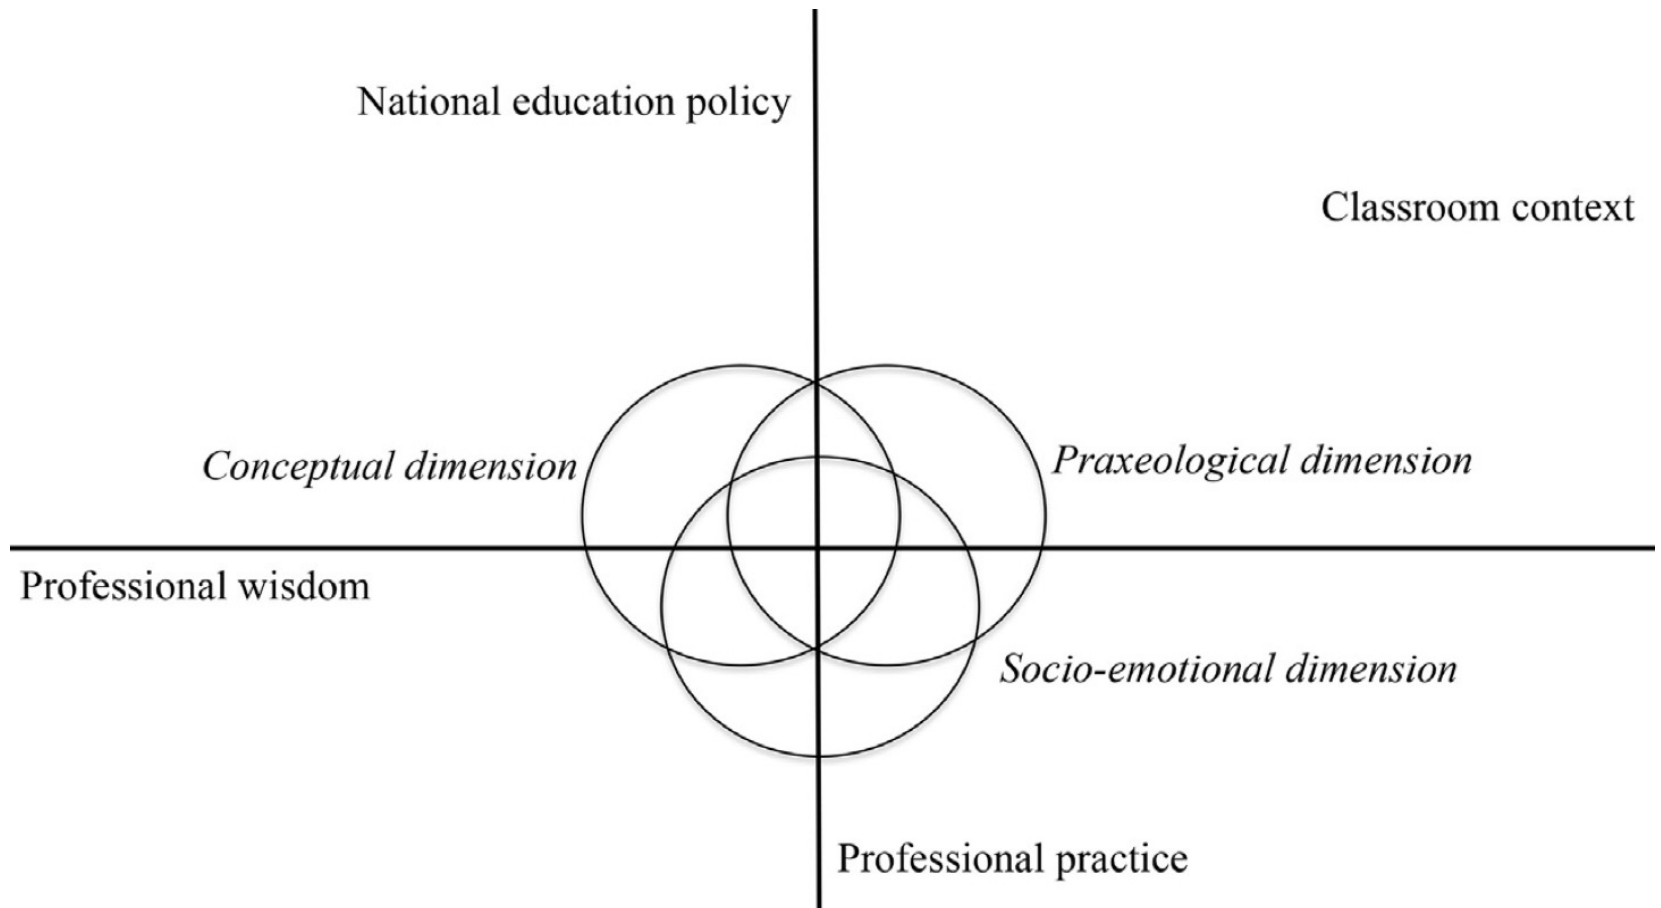 National education policy
Classroom context
Conceptual dimension
Praxeological dimension
Professional wisdom
Socio-emotional dimension
Professional practice